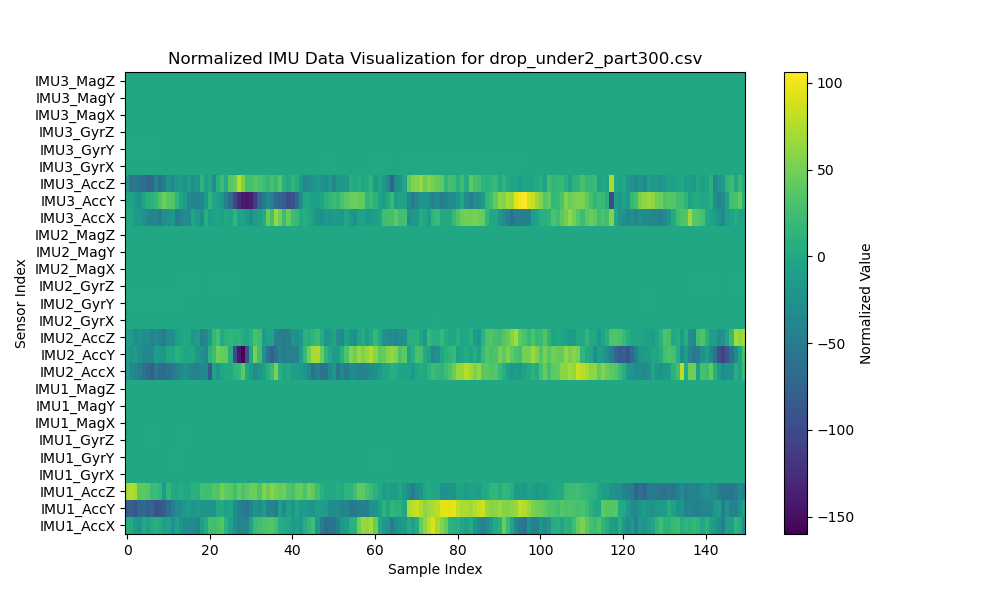 Normalized IMU Data Visualization for drop_under2_part300.csv
IMU3_MagZ
IMU3_MagY
IMU3_MagX
IMU3_GyrZ
IMU3_GyrY
IMU3_GyrX
IMU3_AccZ
IMU3_AccY
IMU3_AccX
IMU2_MagZ
IMU2_MagY
IMU2_MagX
IMU2_GyrZ
IMU2_GyrY
IMU2_GyrX
IMU2_AccZ
IMU2_AccY
IMU2_AccX
IMU1_MagZ
IMU1_MagY
IMU1_MagX
IMU1_GyrZ
IMU1_GyrY
IMU1_GyrX
IMU1_AccZ
IMU1_AccY
IMU1_AccX
Sensor Index
0 20 40 60 80 100 120 140
Sample Index
100
50
0
−50
−100
−150
Normalized Value